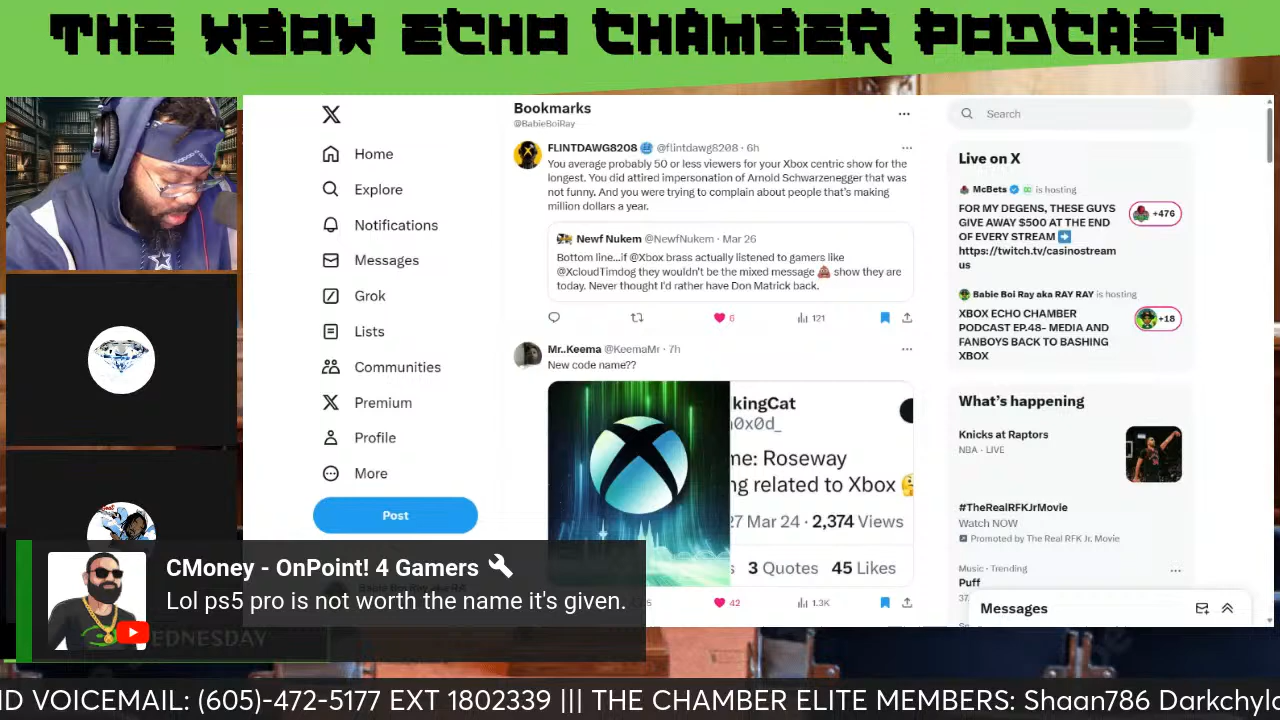 THE XBOX ECHO CHAMBER PODCAST
Home
Explore
Notifications
Messages
Grok
Lists
Communities
Premium
Profile
More
Post
Bookmarks
@BabieBoiRay
FLINTDAWG8208 @flintdawg8208 · 6h
You average probably 50 or less viewers for your Xbox centric show for the
longest. You did attired impersonation of Arnold Schwarzenegger that was
not funny. And you were trying to complain about people that's making
million dollars a year.
Newf Nukem @NewfNukem · Mar 26
Bottom line...if @Xbox brass actually listened to gamers like
@XcloudTimdog they wouldn't be the mixed message 💩 show they are
today. Never thought I'd rather have Don Matrick back.
6
121
Mr..Keema @KeemaMr · 7h
New code name??
kingCat
n0x0d_
me: Roseway
ng related to Xbox 🤔
27 Mar 24 · 2,374 Views
s 3 Quotes 45 Likes
42
1.3K
Search
Live on X
McBets is hosting
FOR MY DEGENS, THESE GUYS
GIVE AWAY $500 AT THE END
OF EVERY STREAM ➡️
https://twitch.tv/casinostream
us
+476
Babie Boi Ray aka RAY RAY is hosting
XBOX ECHO CHAMBER
PODCAST EP.48- MEDIA AND
FANBOYS BACK TO BASHING
XBOX
+18
What's happening
Knicks at Raptors
NBA · LIVE
#TheRealRFKJrMovie
Watch NOW
Promoted by The Real RFK Jr. Movie
Music · Trending
Puff
Messages
CMoney - OnPoint! 4 Gamers 🔧
Lol ps5 pro is not worth the name it's given.
EDNESDAY
ND VOICEMAIL: (605)-472-5177 EXT 1802339 ||| THE CHAMBER ELITE MEMBERS: Shaan786 Darkchylo